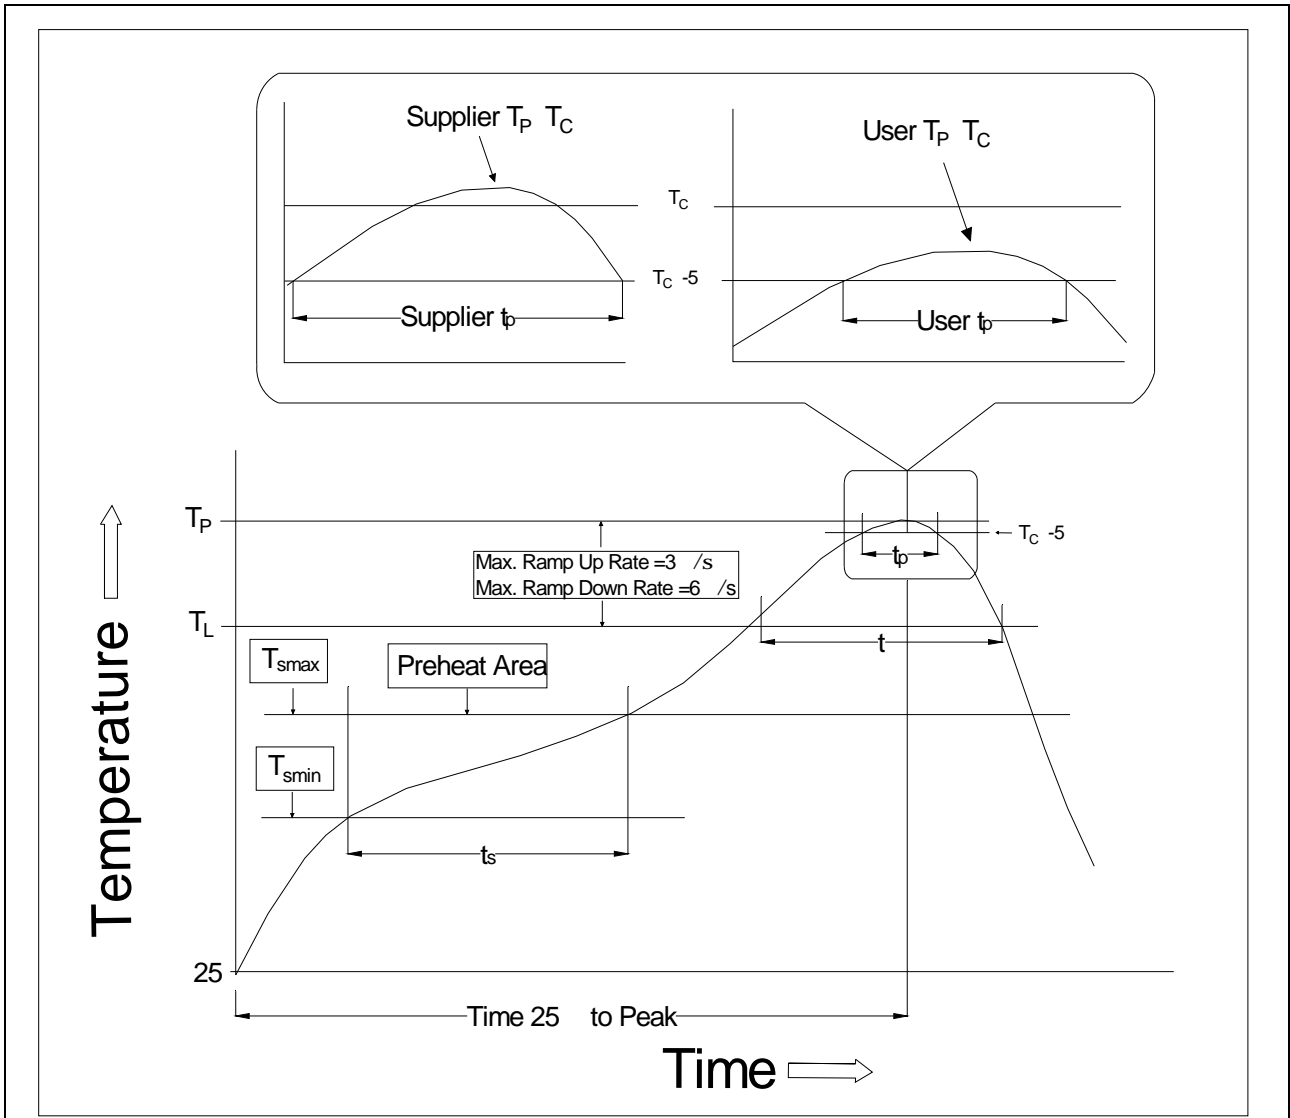 Supplier TP TC
User TP TC
TC
TC -5
Supplier tp
User tp
TP
TC -5
tp
Max. Ramp Up Rate =3 /s
Max. Ramp Down Rate =6 /s
TL
t
Tsmax
Preheat Area
Tsmin
ts
Temperature
25
Time 25 to Peak
Time